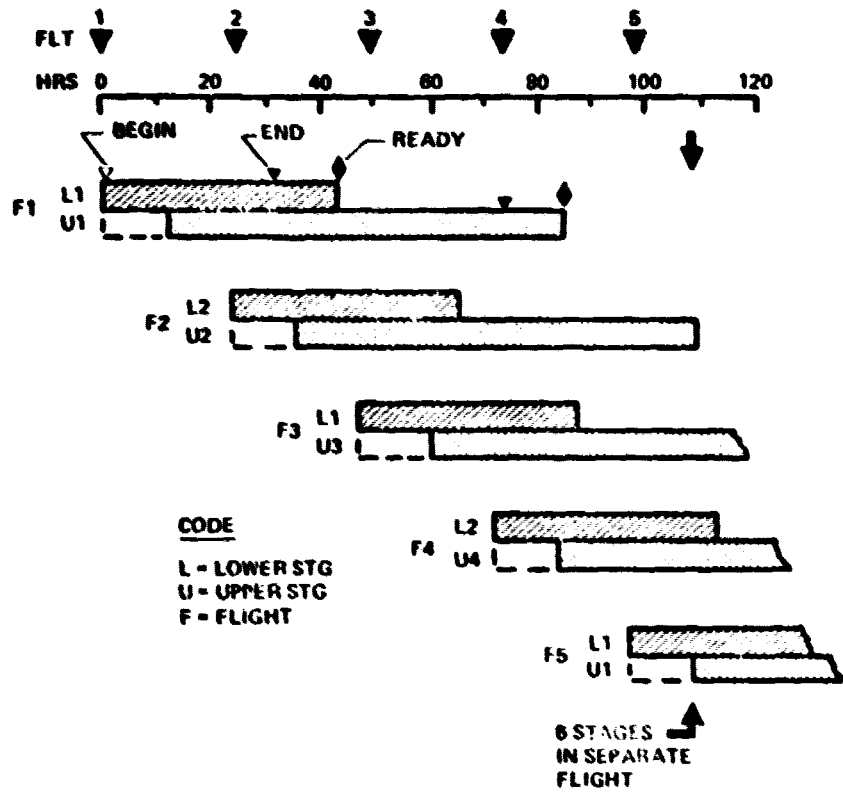 1 2 3 4 5
FLT
HRS 0 20 40 60 80 100 120
BEGIN END READY
F1 L1
U1
F2 L2
U2
F3 L1
U3
F4 L2
U4
F5 L1
U1
CODE
L = LOWER STG
U = UPPER STG
F = FLIGHT
6 STAGES
IN SEPARATE
FLIGHT